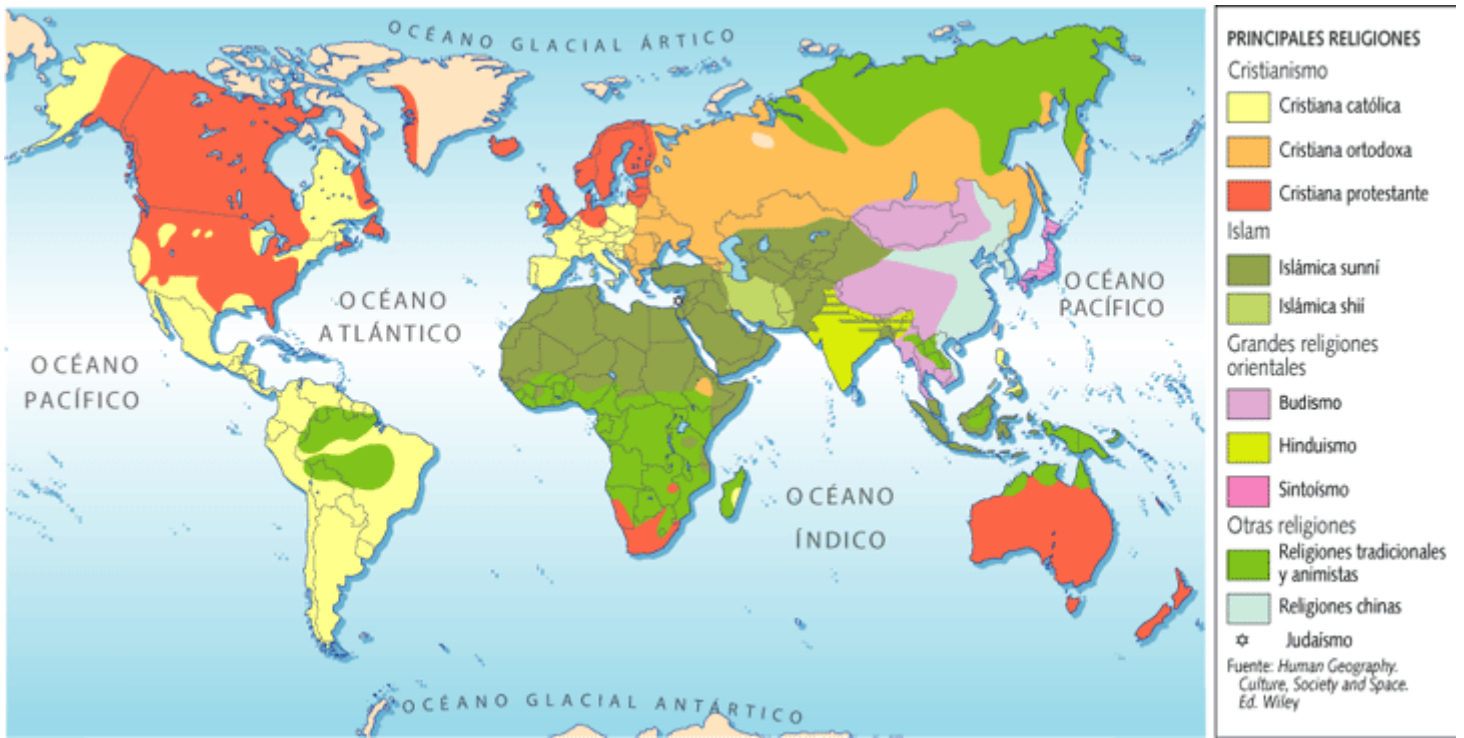 OCÉANO GLACIAL ÁRTICO
OCÉANO
ATLÁNTICO
OCÉANO
PACÍFICO
OCÉANO
PACÍFICO
OCÉANO
ÍNDICO
OCÉANO GLACIAL ANTÁRTICO
PRINCIPALES RELIGIONES
Cristianismo
Cristiana católica
Cristiana ortodoxa
Cristiana protestante
Islam
Islámica sunní
Islámica shií
Grandes religiones
orientales
Budismo
Hinduismo
Sintoísmo
Otras religiones
Religiones tradicionales
y animistas
Religiones chinas
Judaísmo
Fuente: Human Geography.
Culture, Society and Space.
Ed. Wiley